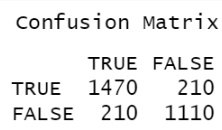 Confusion Matrix
TRUE FALSE
TRUE 1470 210
FALSE 210 1110